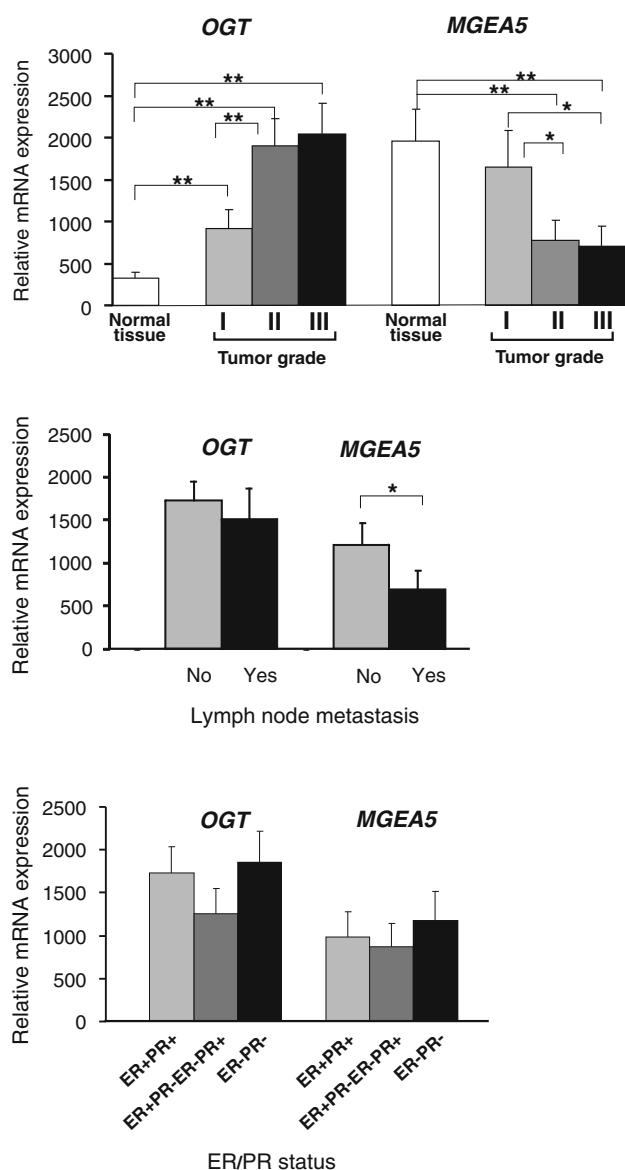 OGT MGEA5
Relative mRNA expression
3000
2500
2000
1500
1000
500
0
** ** ** ** ** ** * *
Normal tissue I II III Normal tissue I II III
Tumor grade Tumor grade
OGT MGEA5
Relative mRNA expression
2500
2000
1500
1000
500
0
*
No Yes No Yes
Lymph node metastasis
OGT MGEA5
Relative mRNA expression
2500
2000
1500
1000
500
0
ER+PR+ ER+PR-ER-PR+ ER-PR- ER+PR+ ER+PR-ER-PR+ ER-PR-
ER/PR status